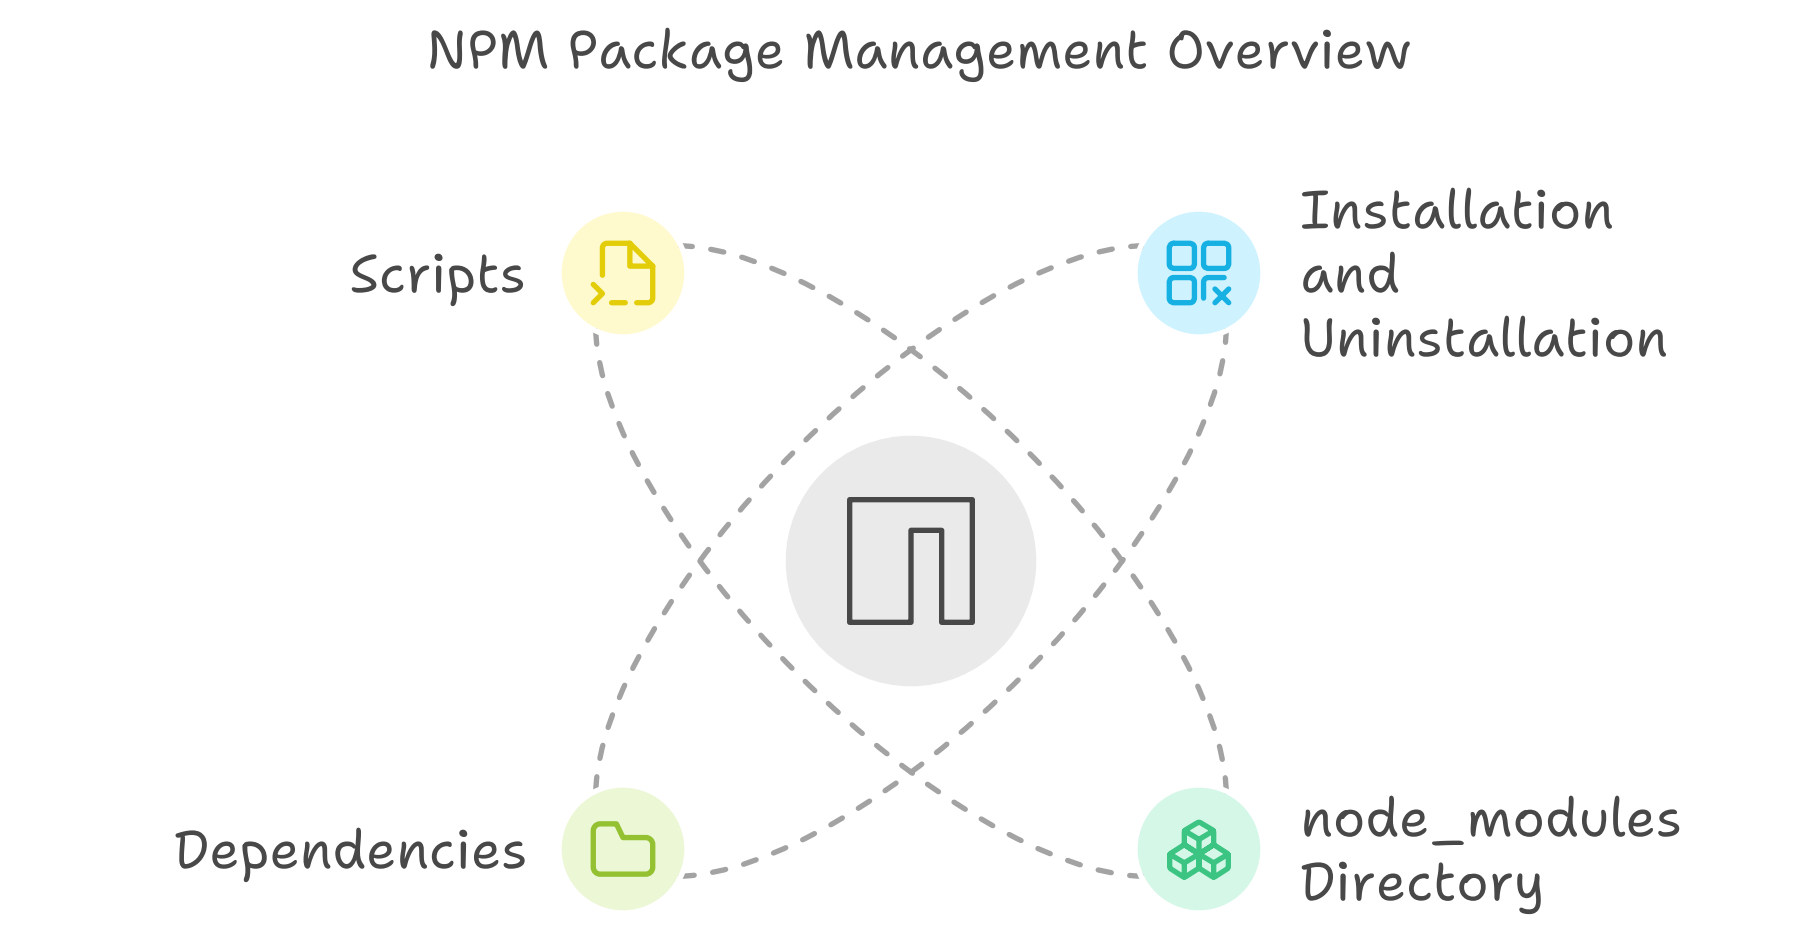 NPM Package Management Overview
Scripts
Installation
and
Uninstallation
Dependencies
node_modules
Directory